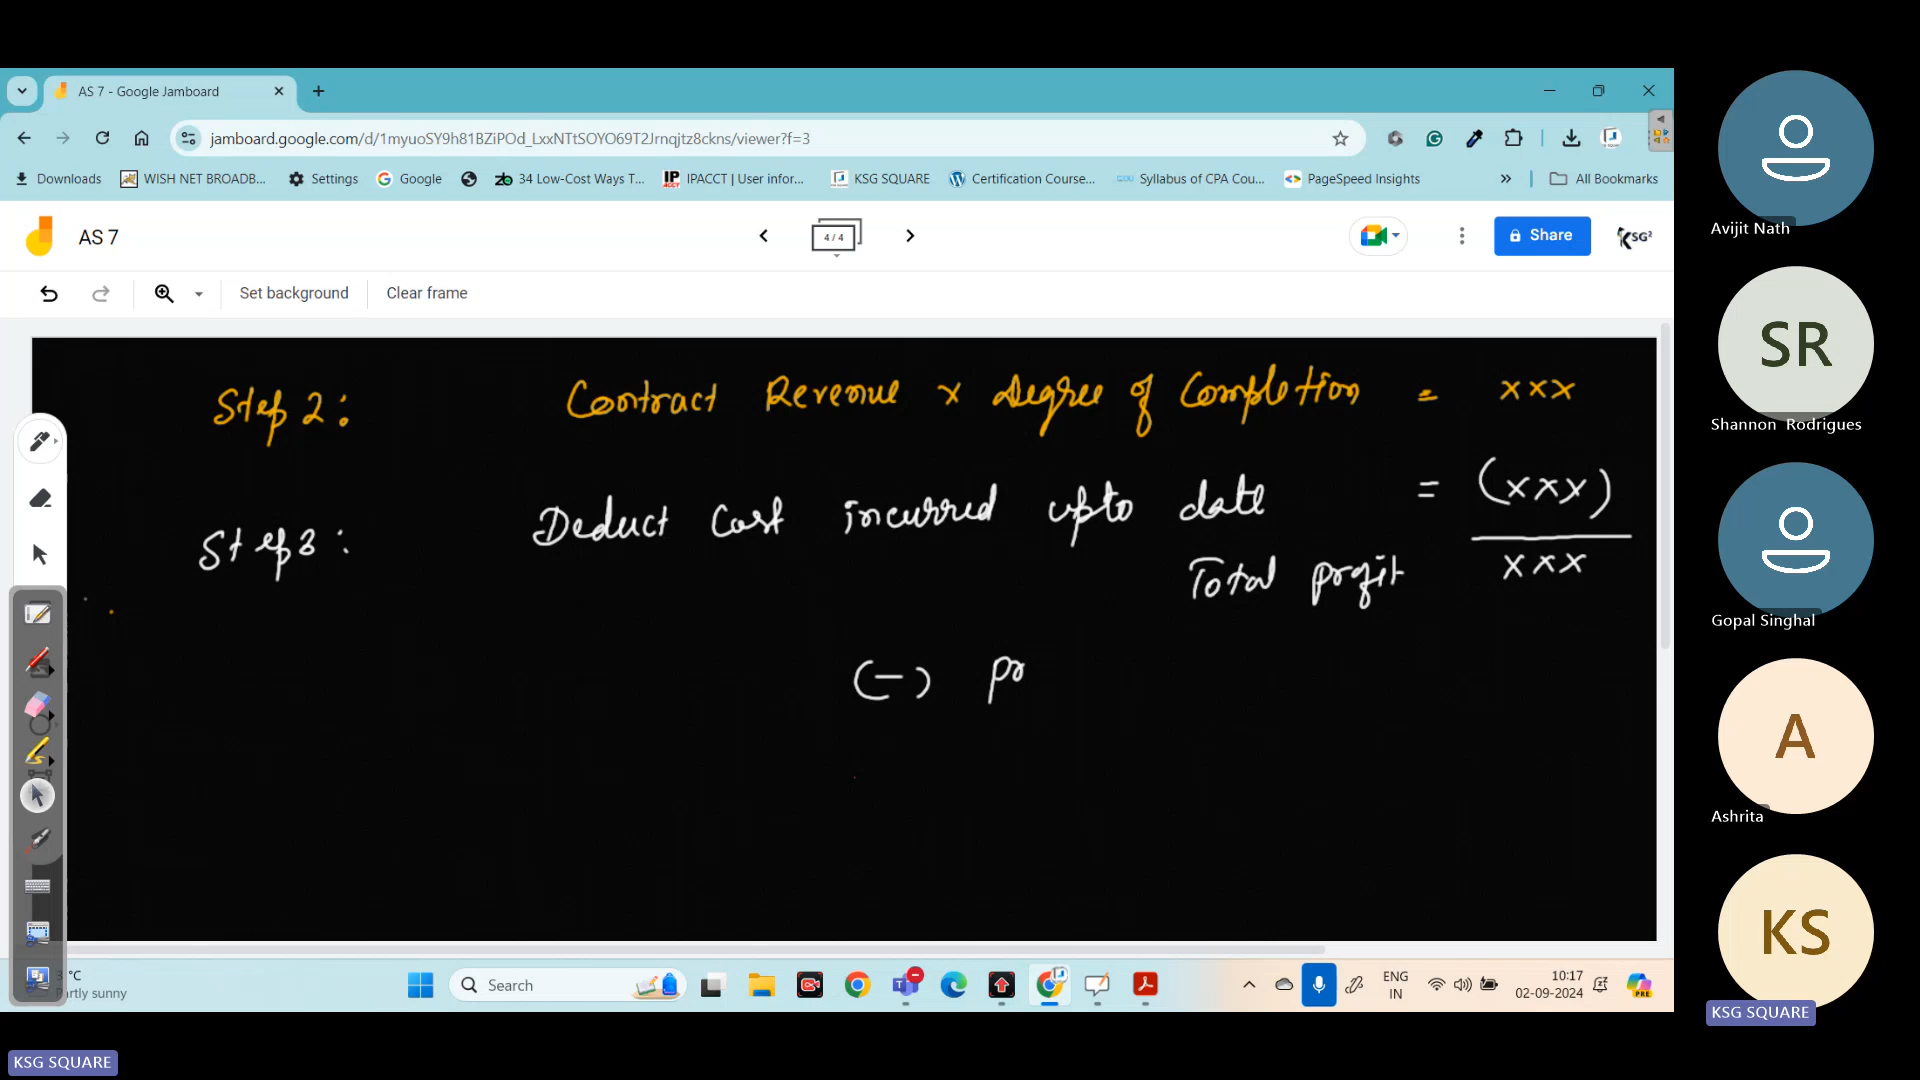 AS 7 - Google Jamboard
jamboard.google.com/d/1myuoSY9h81BZiPOd_LxxNTtSOYO69T2Jrnqjtz8ckns/viewer?f=3
Downloads WISH NET BROADB... Settings Google 34 Low-Cost Ways T... IPACCT | User infor... KSG SQUARE Certification Course... Syllabus of CPA Cou... PageSpeed Insights » All Bookmarks
AS 7 4 / 4 Share KSG²
Set background Clear frame
Step 2: Contract Revenue x Degree of Completion = xxx
Step 3: Deduct Cost incurred upto date = (xxx)
Total profit xxx
(-) pr
Search
°C
artly sunny
ENG
IN
10:17
02-09-2024
Avijit Nath
SR
Shannon Rodrigues
Gopal Singhal
A
Ashrita
KS
KSG SQUARE
KSG SQUARE